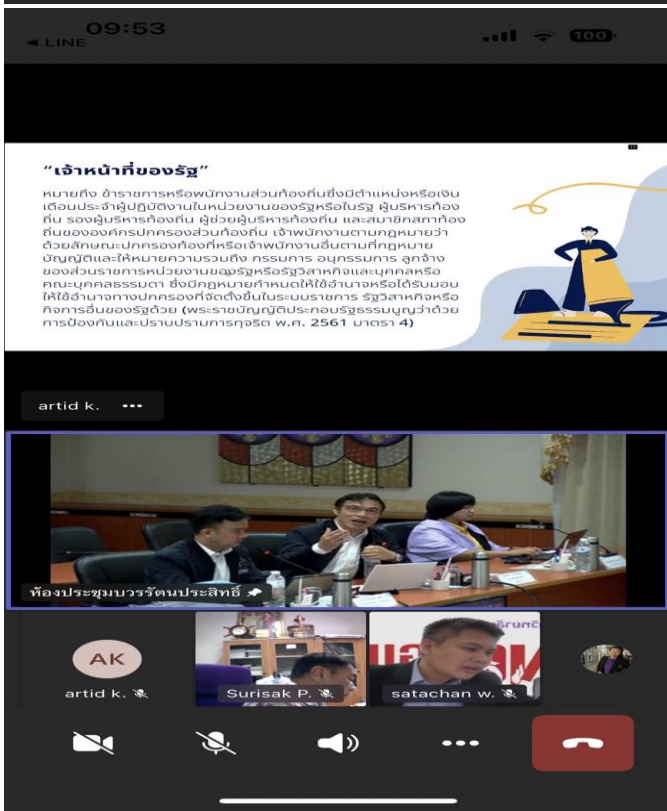 09:53
◀ LINE
100
“เจ้าหน้าที่ของรัฐ”
หมายถึง ข้าราชการหรือพนักงานส่วนท้องถิ่นซึ่งมีตำแหน่งหรือเงิน
เดือนประจำผู้ปฏิบัติงานในหน่วยงานของรัฐหรือในรัฐ ผู้บริหารท้อง
ถิ่น รองผู้บริหารท้องถิ่น ผู้ช่วยผู้บริหารท้องถิ่น และสมาชิกสภาท้อง
ถิ่นขององค์กรปกครองส่วนท้องถิ่น เจ้าพนักงานตามกฎหมายว่า
ด้วยลักษณะปกครองท้องที่หรือเจ้าพนักงานอื่นตามที่กฎหมาย
บัญญัติและให้หมายความรวมถึง กรรมการ อนุกรรมการ ลูกจ้าง
ของส่วนราชการหน่วยงานของรัฐหรือรัฐวิสาหกิจและบุคคลหรือ
คณะบุคคลธรรมดา ซึ่งมีกฎหมายกำหนดให้ใช้อำนาจหรือได้รับมอบ
ให้ใช้อำนาจทางปกครองที่จัดตั้งขึ้นในระบบราชการ รัฐวิสาหกิจหรือ
กิจการอื่นของรัฐด้วย (พระราชบัญญัติประกอบรัฐธรรมนูญว่าด้วย
การป้องกันและปราบปรามการทุจริต พ.ศ. 2561 มาตรา 4)
artid k. •••
ห้องประชุมบวรรัตนประสิทธิ์
AK
artid k.
Surisak P.
satachan w.